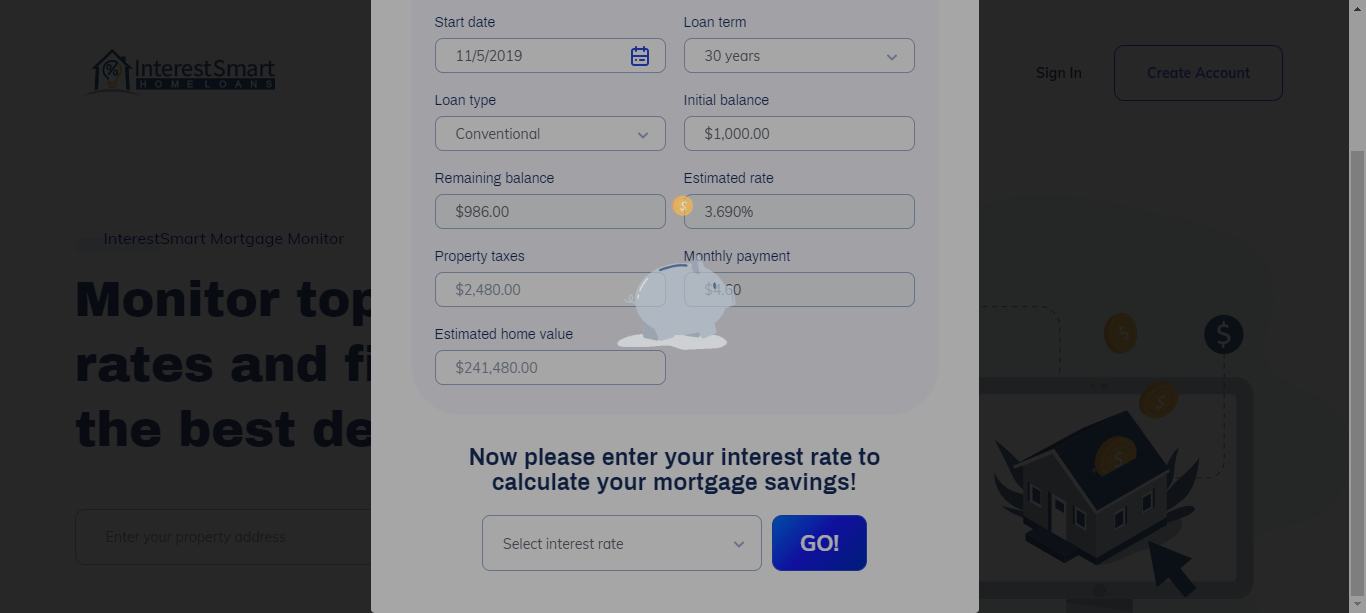 InterestSmart
HOME LOANS
Sign In
Create Account
InterestSmart Mortgage Monitor
Monitor top
rates and fi
the best de
Enter your property address
Start date
Loan term
11/5/2019
30 years
Loan type
Initial balance
Conventional
$1,000.00
Remaining balance
Estimated rate
$986.00
3.690%
Property taxes
Monthly payment
$2,480.00
$4.60
Estimated home value
$241,480.00
Now please enter your interest rate to
calculate your mortgage savings!
Select interest rate
GO!